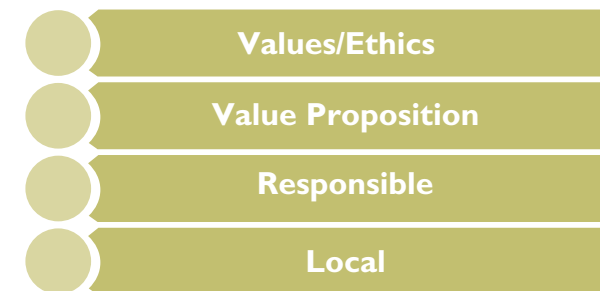 Values/Ethics
Value Proposition
Responsible
Local